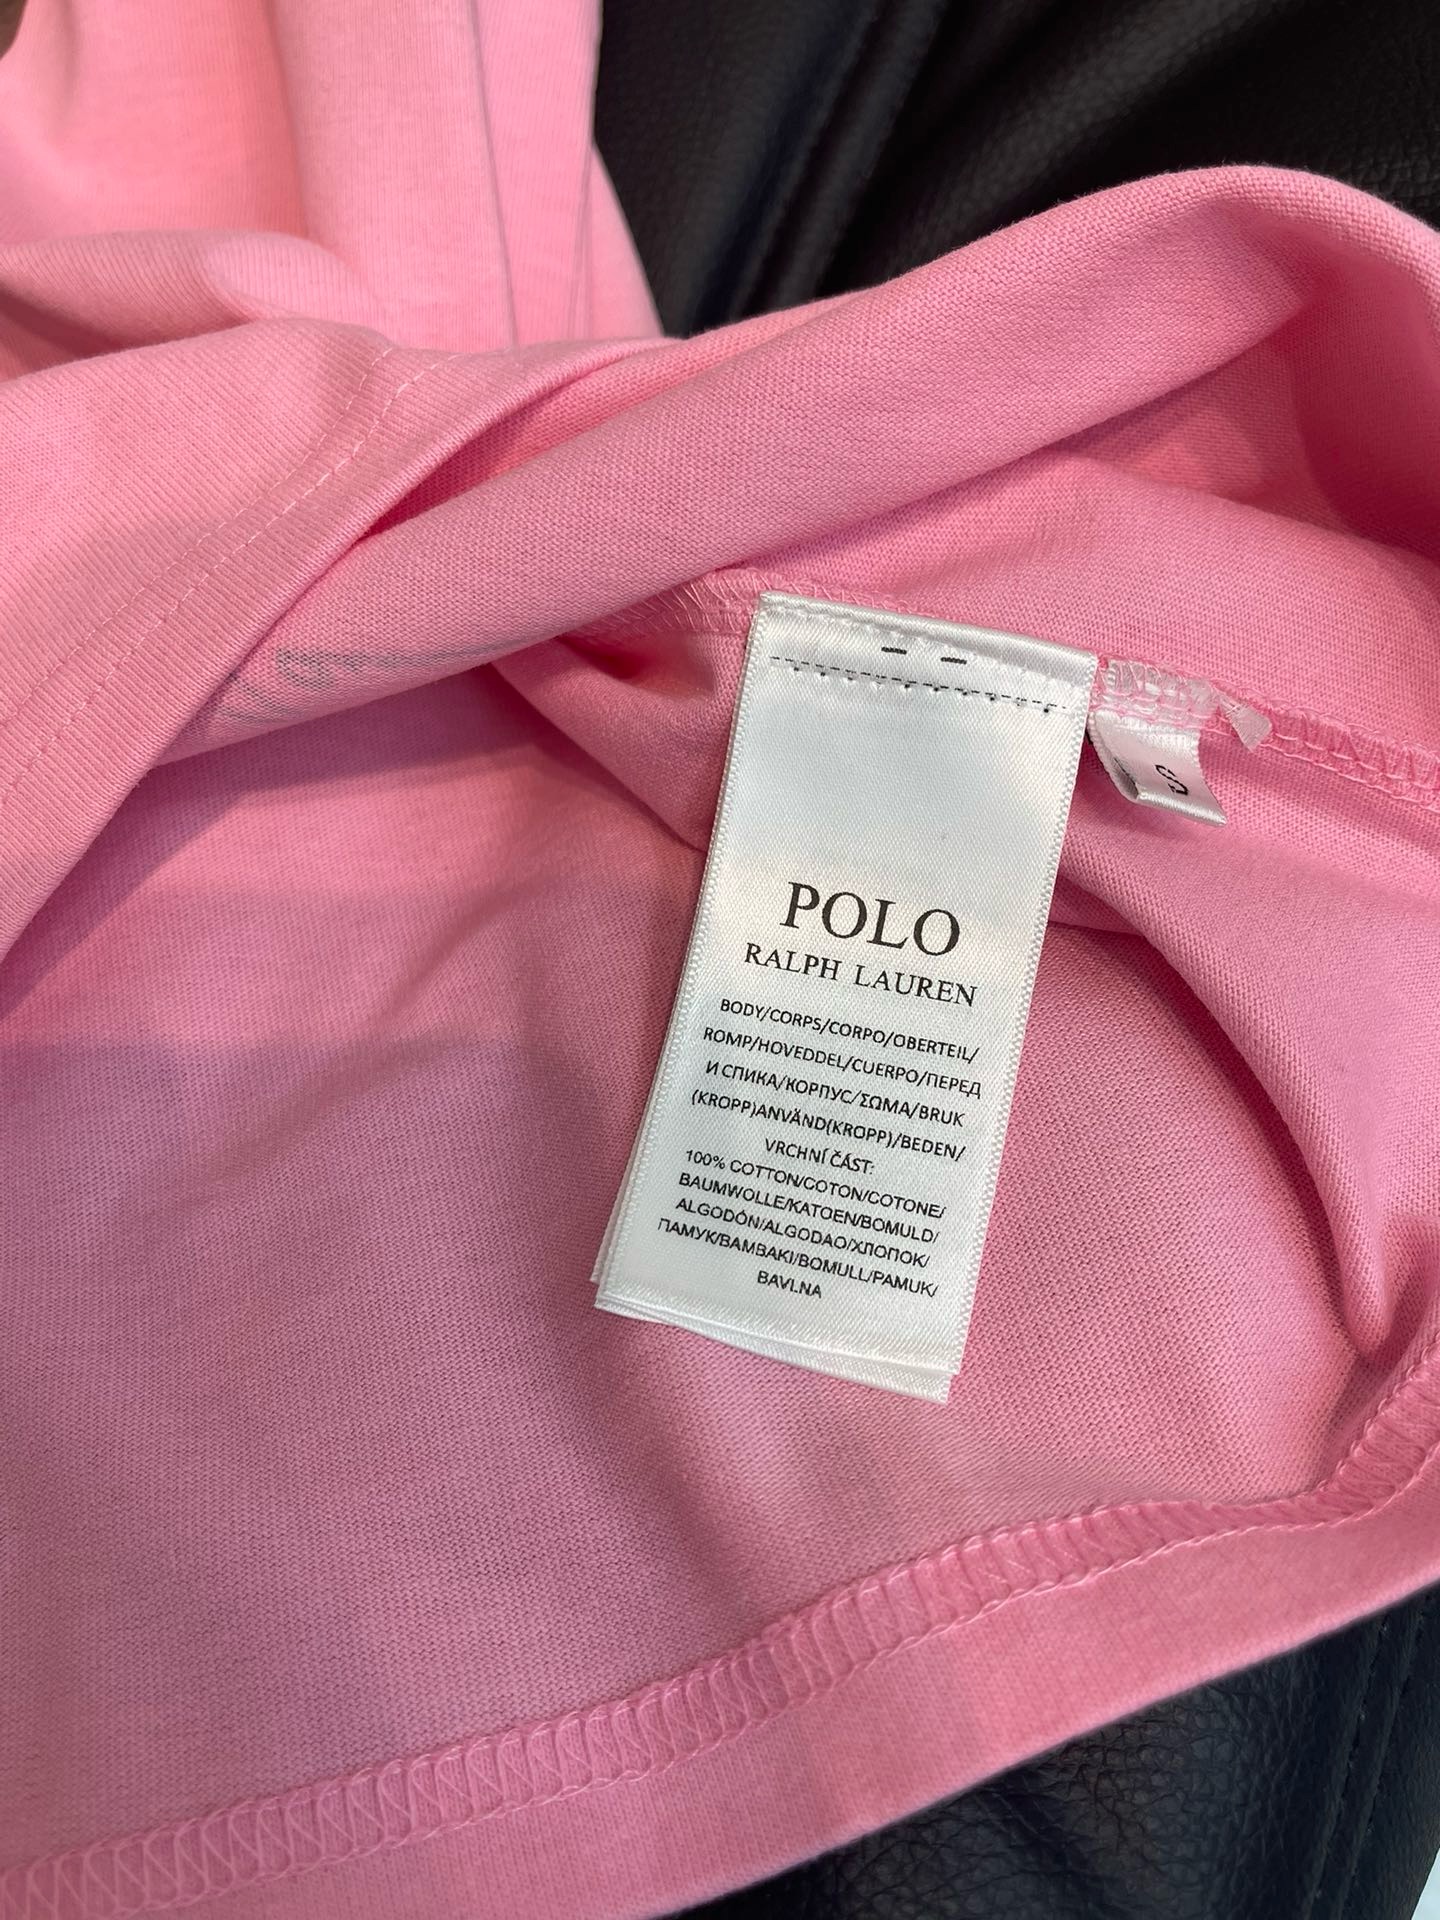 POLO
RALPH LAUREN
BODY/CORPS/CORPO/OBERTEIL/
ROMP/HOVEDDEL/CUERPO/ПЕРЕД
И СПИКА/КОРПУС/ΣΩΜΑ/BRUK
(KROPP)ANVÄND(KROPP)/BEDEN/
VRCHNÍ ČÁST:
100% COTTON/COTON/COTONE/
BAUMWOLLE/KATOEN/BOMULD/
ALGODÓN/ALGODAO/ХЛОПОК/
ПАМУК/BAMBAKI/BOMULL/PAMUK/
BAVLNA
S